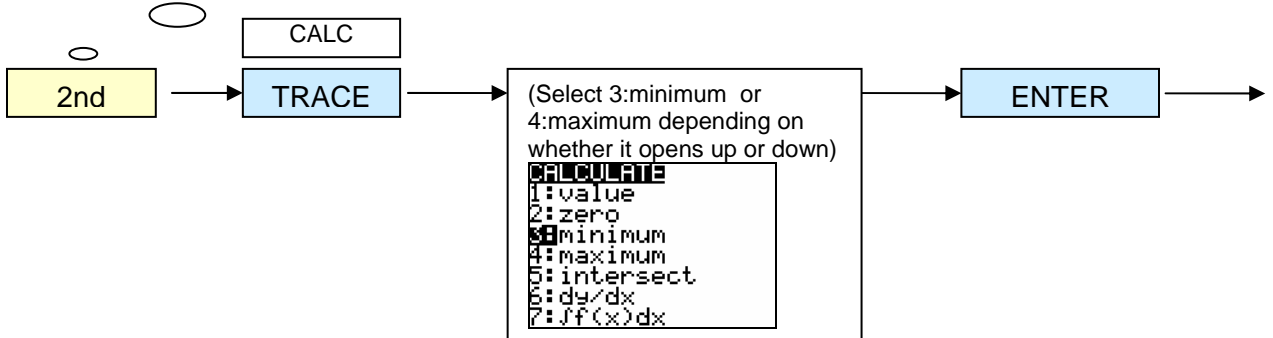 CALC
2nd
TRACE
(Select 3:minimum or
4:maximum depending on
whether it opens up or down)
CALCULATE
1:value
2:zero
3:minimum
4:maximum
5:intersect
6:dy/dx
7:∫f(x)dx
ENTER